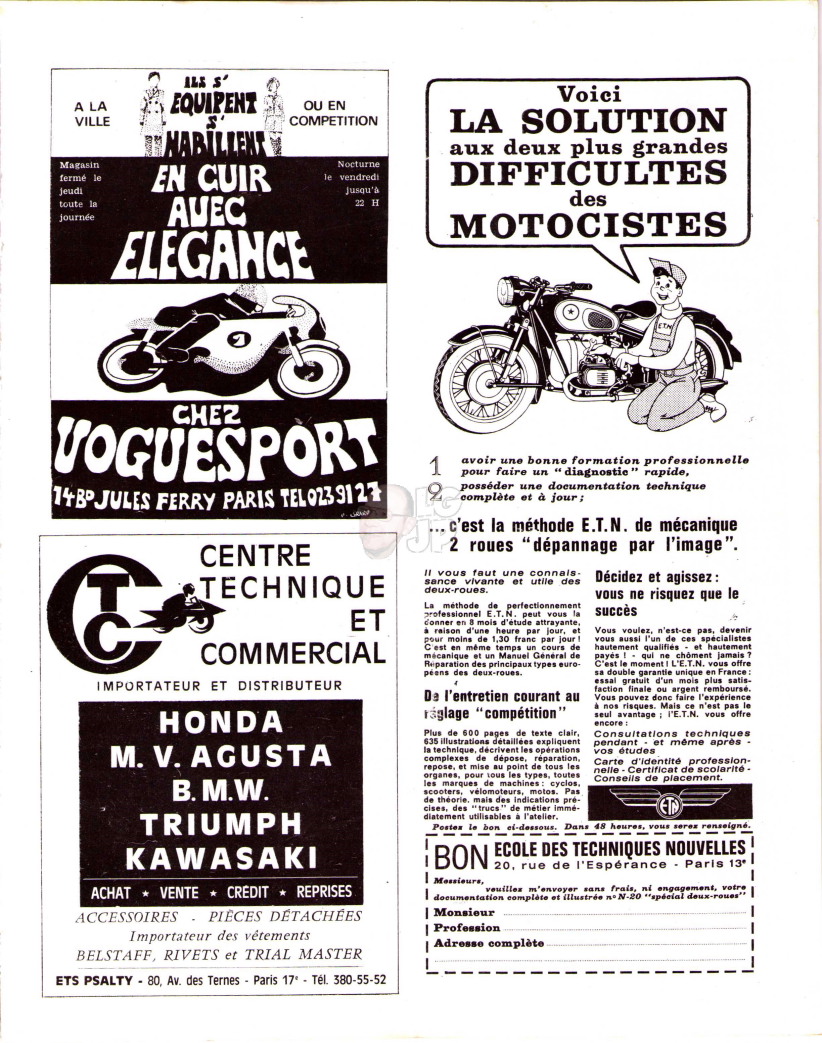 A LA
VILLE
ILS S'
EQUIPENT
S'
HABILLENT
OU EN
COMPETITION
Magasin
fermé le
jeudi
toute la
journée
EN CUIR
AVEC
ELEGANCE
Nocturne
le vendredi
jusqu'à
22 H
CHEZ
VOGUESPORT
14 BD JULES FERRY PARIS TEL 023 91 27
CTC
CENTRE
TECHNIQUE
ET
COMMERCIAL
IMPORTATEUR ET DISTRIBUTEUR
HONDA
M. V. AGUSTA
B. M. W.
TRIUMPH
KAWASAKI
ACHAT ★ VENTE ★ CREDIT ★ REPRISES
ACCESSOIRES - PIÈCES DÉTACHÉES
Importateur des vêtements
BELSTAFF, RIVETS et TRIAL MASTER
ETS PSALTY - 80, Av. des Ternes - Paris 17e - Tél. 380-55-52
Voici
LA SOLUTION
aux deux plus grandes
DIFFICULTES
des
MOTOCISTES
E.T.N
1 avoir une bonne formation professionnelle
pour faire un "diagnostic" rapide,
2 posséder une documentation technique
complète et à jour ;
LG
JP
... c'est la méthode E.T.N. de mécanique
2 roues "dépannage par l'image".
Il vous faut une connais-
sance vivante et utile des
deux-roues.
La méthode de perfectionnement
professionnel E.T.N. peut vous la
donner en 8 mois d'étude attrayante,
à raison d'une heure par jour, et
pour moins de 1,30 franc par jour !
C'est en même temps un cours de
mécanique et un Manuel Général de
Réparation des principaux types euro-
péens des deux-roues.
De l'entretien courant au
réglage "compétition"
Plus de 600 pages de texte clair,
635 illustrations détaillées expliquent
la technique, décrivent les opérations
complexes de dépose, réparation,
repose, et mise au point de tous les
organes, pour tous les types, toutes
les marques de machines : cyclos,
scooters, vélomoteurs, motos. Pas
de théorie. mais des indications pré-
cises, des "trucs" de métier immé-
diatement utilisables à l'atelier.
Décidez et agissez :
vous ne risquez que le
succès
Vous voulez, n'est-ce pas, devenir
vous aussi l'un de ces spécialistes
hautement qualifiés - et hautement
payés ! - qui ne chôment jamais ?
C'est le moment ! L'E.T.N. vous offre
sa double garantie unique en France :
essai gratuit d'un mois plus satis-
faction finale ou argent remboursé.
Vous pouvez donc faire l'expérience
à nos risques. Mais ce n'est pas le
seul avantage ; l'E.T.N. vous offre
encore :
Consultations techniques
pendant - et même après -
vos études
Carte d'identité profession-
nelle - Certificat de scolarité -
Conseils de placement.
ETN
Postez le bon ci-dessous. Dans 48 heures, vous serez renseigné.
BON ECOLE DES TECHNIQUES NOUVELLES
20, rue de l'Espérance - Paris 13e
Messieurs,
veuillez m'envoyer sans frais, ni engagement, votre
documentation complète et illustrée no N-20 "spécial deux-roues"
Monsieur
Profession
Adresse complète